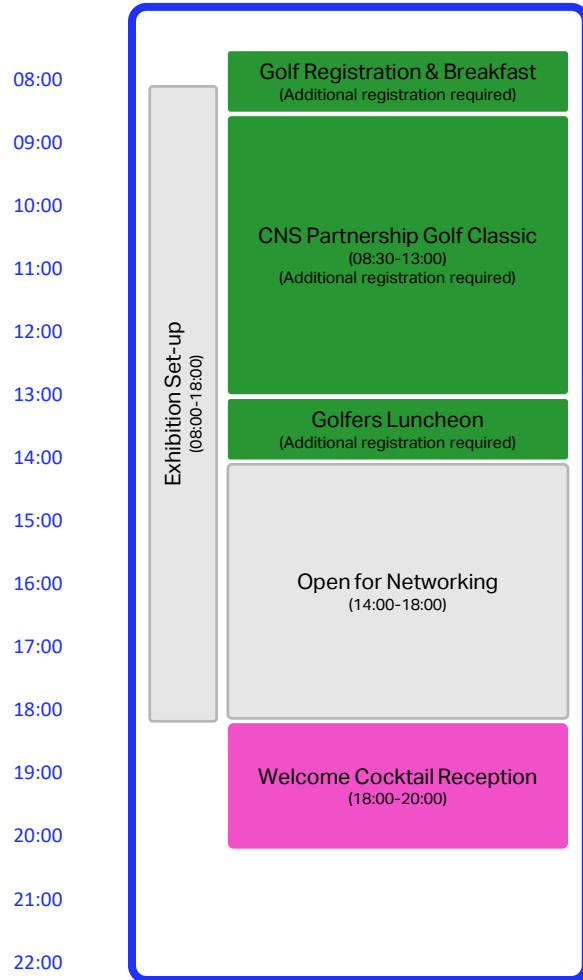 08:00
09:00
10:00
11:00
12:00
13:00
14:00
15:00
16:00
17:00
18:00
19:00
20:00
21:00
22:00
Exhibition Set-up
(08:00-18:00)
Golf Registration & Breakfast
(Additional registration required)
CNS Partnership Golf Classic
(08:30-13:00)
(Additional registration required)
Golfers Luncheon
(Additional registration required)
Open for Networking
(14:00-18:00)
Welcome Cocktail Reception
(18:00-20:00)